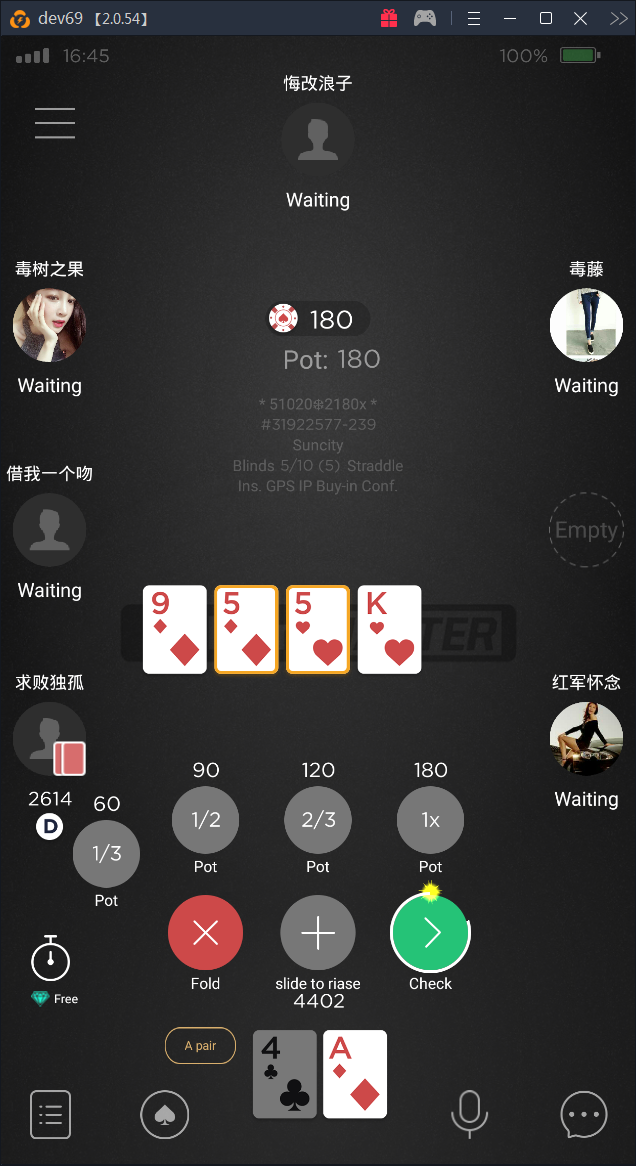 dev69 【2.0.54】
16:45
100%
悔改浪子
Waiting
毒树之果
毒藤
180
Waiting
Waiting
Pot: 180
* 51020❄2180x *
#31922577-239
Suncity
Blinds 5/10 (5) Straddle
Ins. GPS IP Buy-in Conf.
借我一个吻
Empty
Waiting
9 5 5 K
TER
求败独孤
红军怀念
90 120 180
2614
60
Waiting
D
1/2 2/3 1x
1/3
Pot Pot Pot
Pot
Fold
slide to riase
Check
4402
Free
A pair
4 A